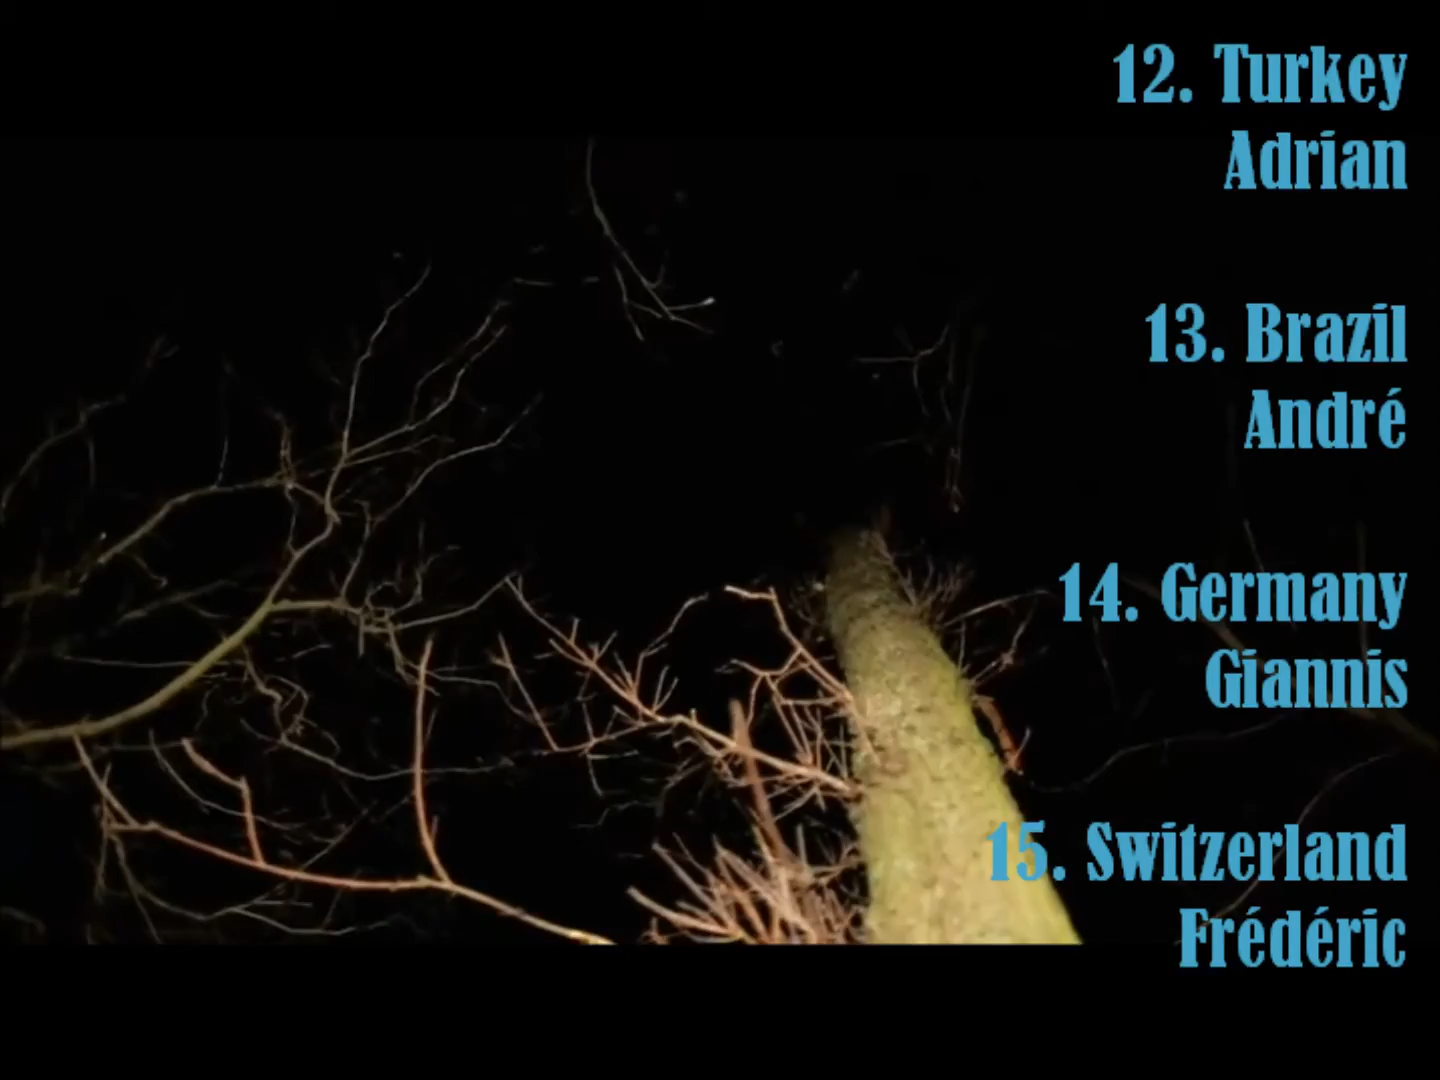 12. Turkey
Adrian
13. Brazil
André
14. Germany
Giannis
15. Switzerland
Frédéric